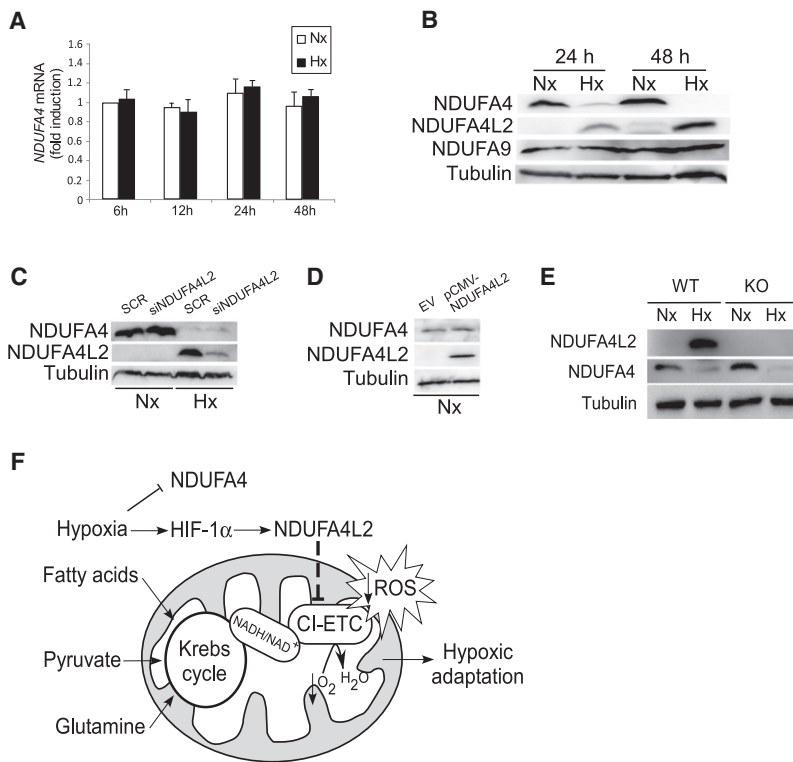 A
NDUFA4 mRNA
(fold induction)
1.6
1.4
1.2
1
0.8
0.6
0.4
0.2
0
6h 12h 24h 48h
Nx
Hx
B
24 h 48 h
Nx Hx Nx Hx
NDUFA4
NDUFA4L2
NDUFA9
Tubulin
C
SCR siNDUFA4L2 SCR siNDUFA4L2
NDUFA4
NDUFA4L2
Tubulin
Nx Hx
D
EV pCMV-
NDUFA4L2
NDUFA4
NDUFA4L2
Tubulin
Nx
E
WT KO
Nx Hx Nx Hx
NDUFA4L2
NDUFA4
Tubulin
F
NDUFA4
Hypoxia HIF-1α NDUFA4L2
Fatty acids
ROS
CI-ETC
NADH/NAD+
Krebs
cycle
Pyruvate
O2 H2O
Hypoxic
adaptation
Glutamine